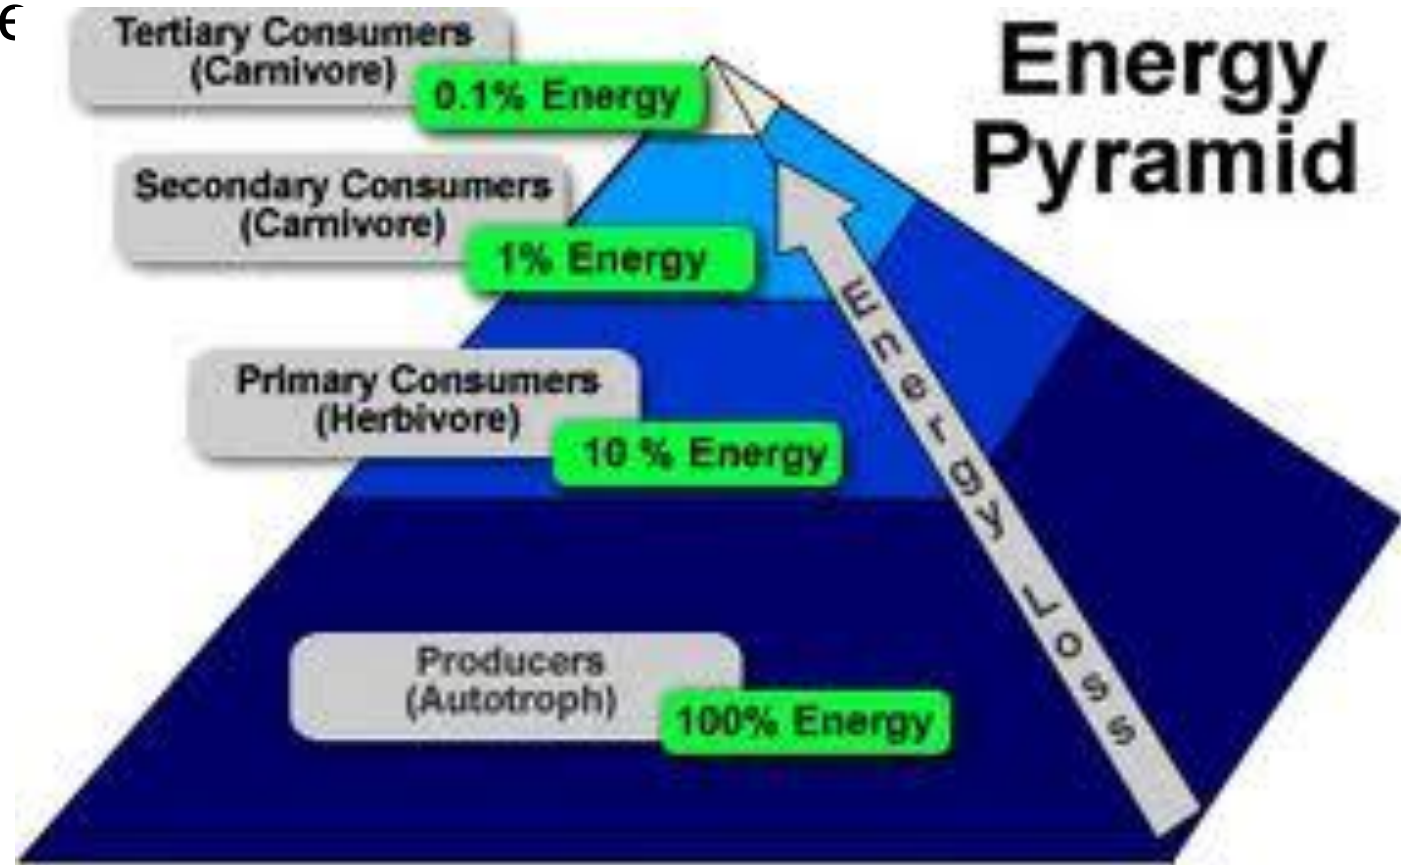 Tertiary Consumers
(Carnivore)
0.1% Energy
Energy
Pyramid
Secondary Consumers
(Carnivore)
1% Energy
Primary Consumers
(Herbivore)
10 % Energy
Energy Loss
Producers
(Autotroph)
100% Energy